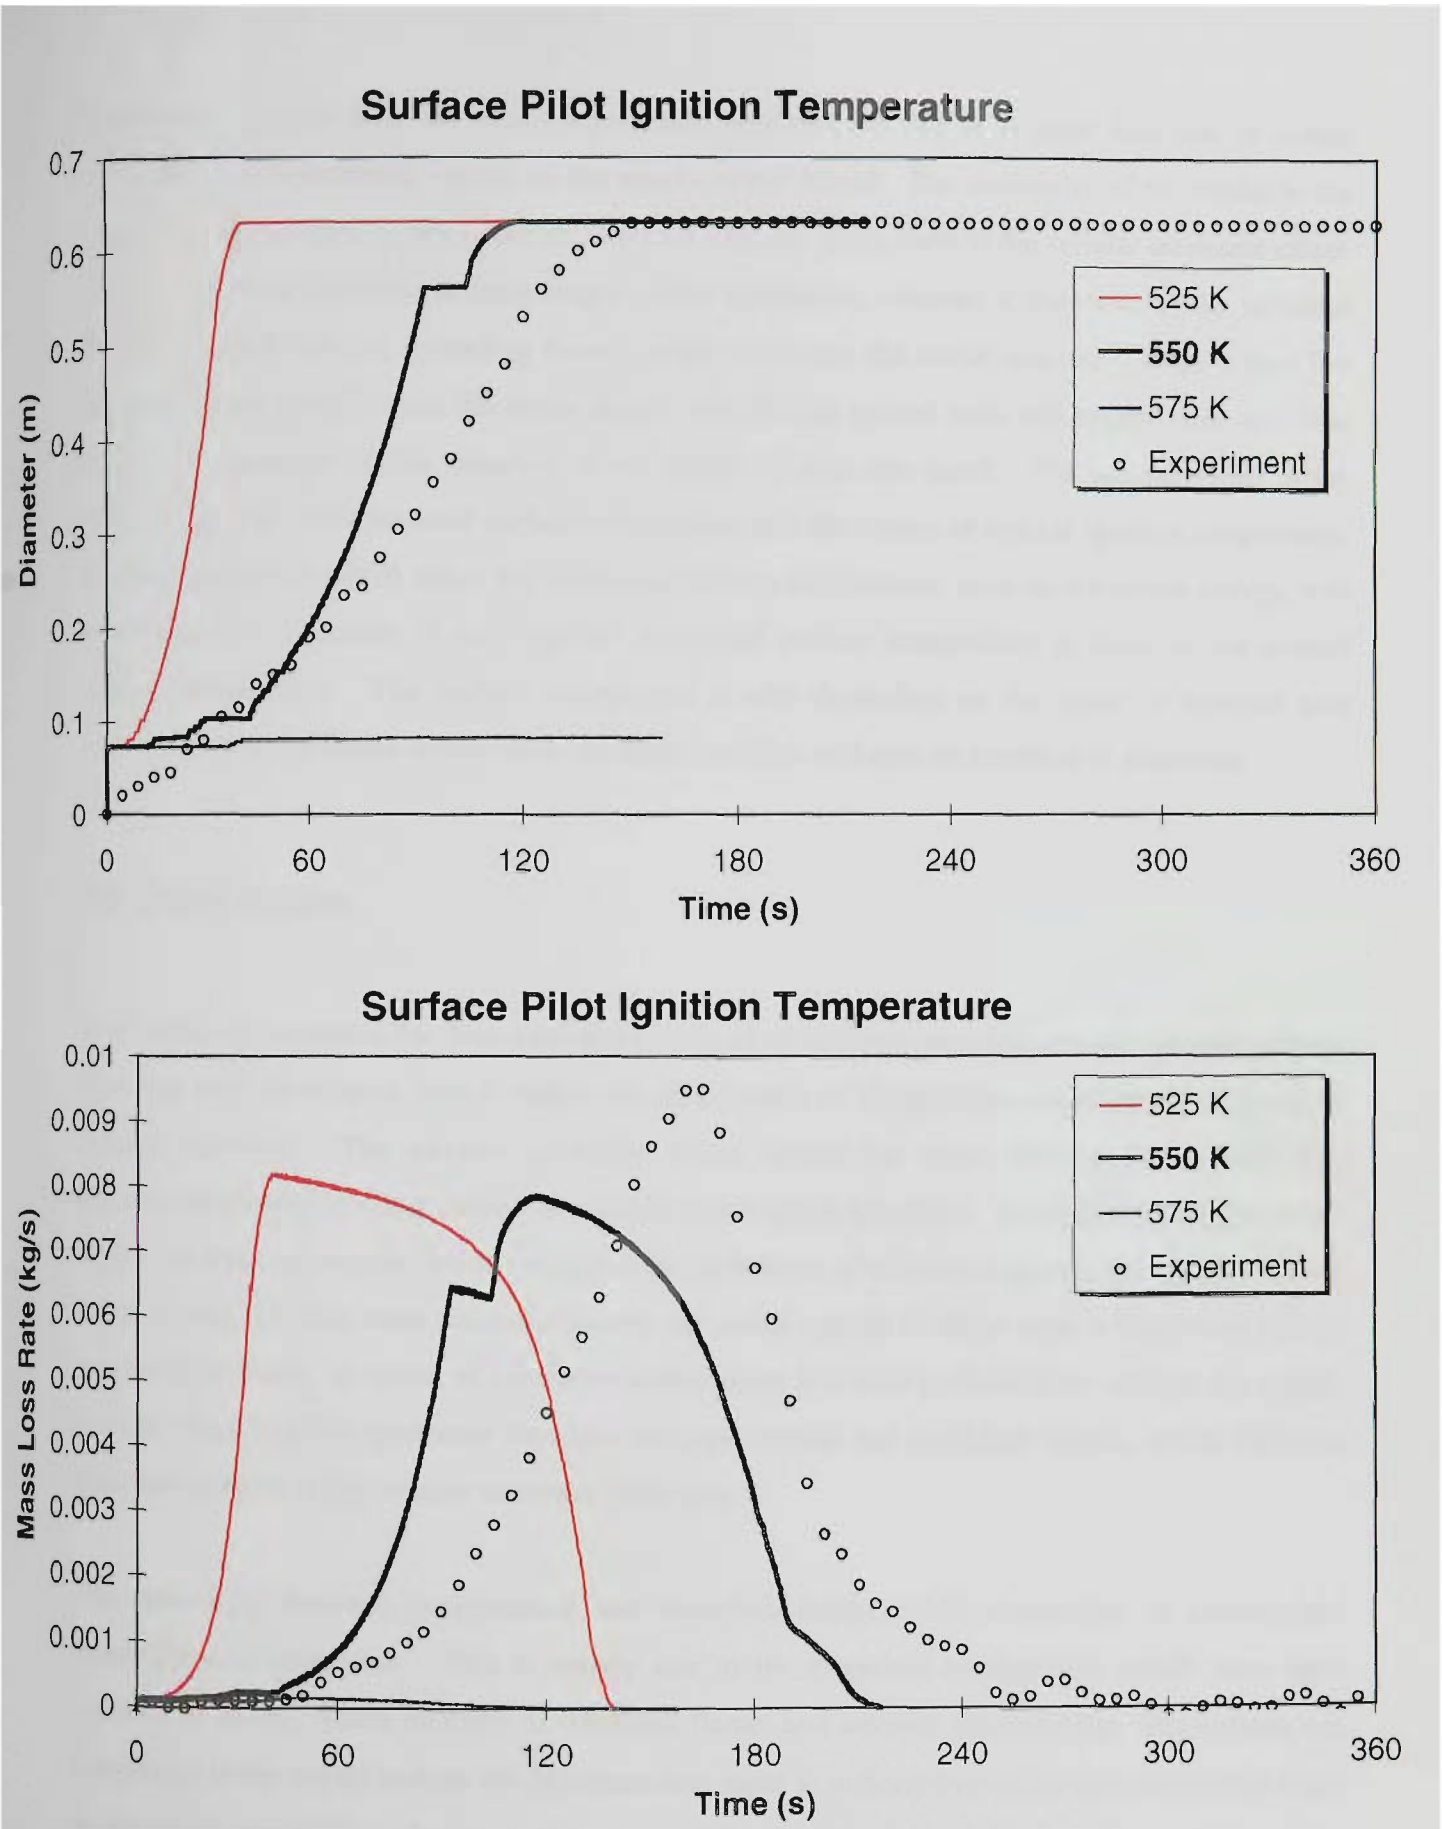 Surface Pilot Ignition Temperature
0.7
0.6
0.5
0.4
0.3
0.2
0.1
0
Diameter (m)
525 K
550 K
575 K
Experiment
0 60 120 180 240 300 360
Time (s)
Surface Pilot Ignition Temperature
0.01
0.009
0.008
0.007
0.006
0.005
0.004
0.003
0.002
0.001
0
Mass Loss Rate (kg/s)
525 K
550 K
575 K
Experiment
0 60 120 180 240 300 360
Time (s)